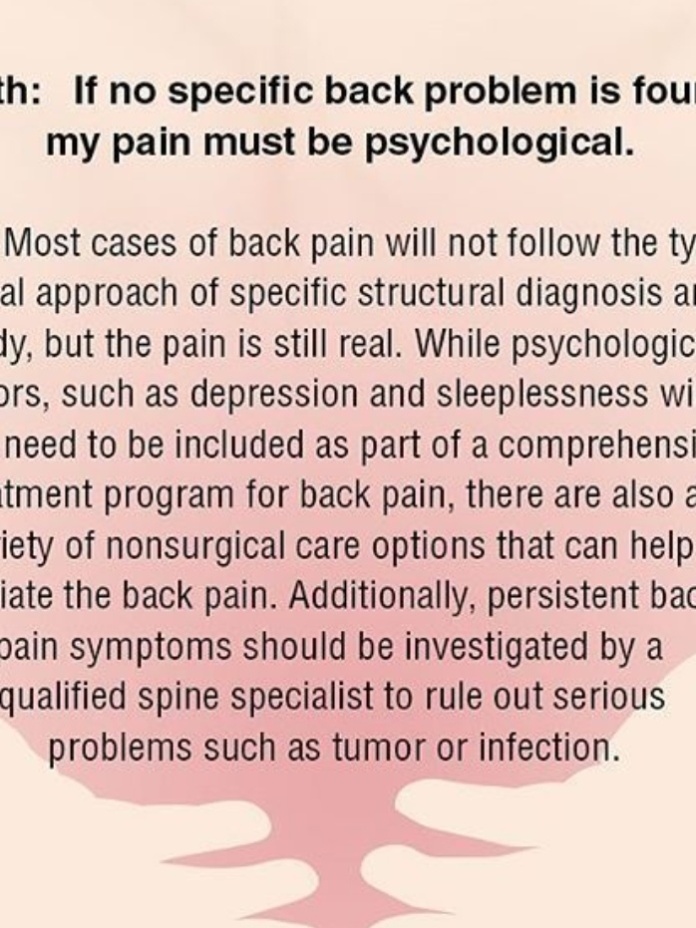 th: If no specific back problem is four
my pain must be psychological.
Most cases of back pain will not follow the ty
al approach of specific structural diagnosis an
dy, but the pain is still real. While psychologic
ors, such as depression and sleeplessness wi
need to be included as part of a comprehensi
atment program for back pain, there are also a
iety of nonsurgical care options that can help
iate the back pain. Additionally, persistent bac
pain symptoms should be investigated by a
qualified spine specialist to rule out serious
problems such as tumor or infection.